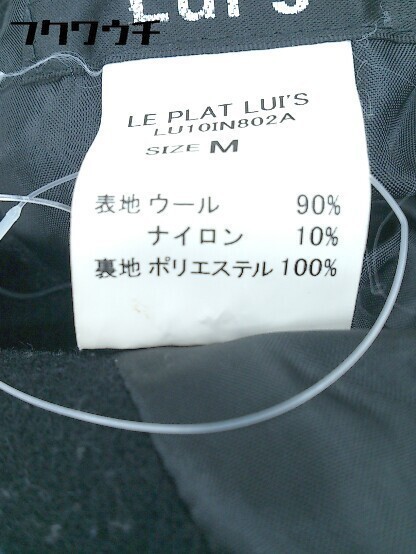 Lui's
フクワウチ
LE PLAT LUI'S
LU10IN802A
SIZE M
表地 ウール 90%
ナイロン 10%
裏地 ポリエステル 100%